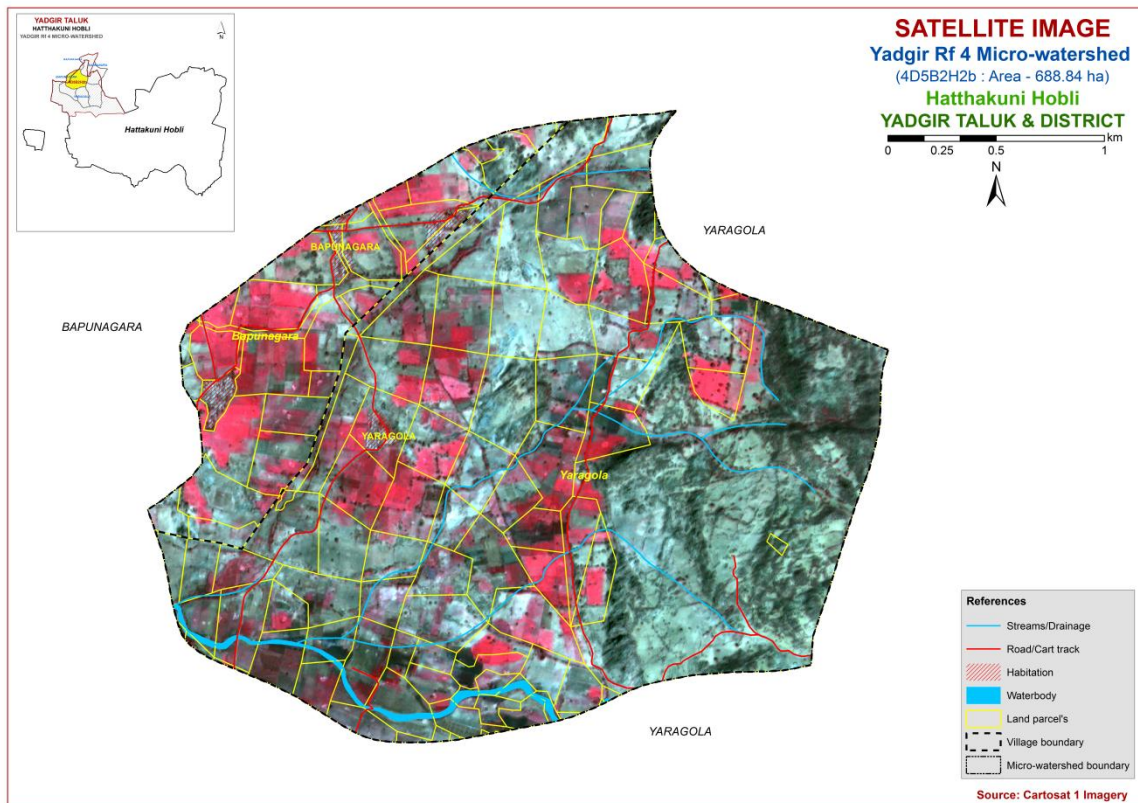 YADGIR TALUK
HATTHAKUNI HOBLI
YADGIR Rf 4 MICRO-WATERSHED
N
Hattakuni Hobli
SATELLITE IMAGE
Yadgir Rf 4 Micro-watershed
(4D5B2H2b : Area - 688.84 ha)
Hatthakuni Hobli
YADGIR TALUK & DISTRICT
km
0 0.25 0.5 1
N
YARAGOLA
BAPUNAGARA
BAPUNAGARA
Bapunagara
YARAGOLA
Yaragola
YARAGOLA
References
Streams/Drainage
Road/Cart track
Habitation
Waterbody
Land parcel's
Village boundary
Micro-watershed boundary
Source: Cartosat 1 Imagery